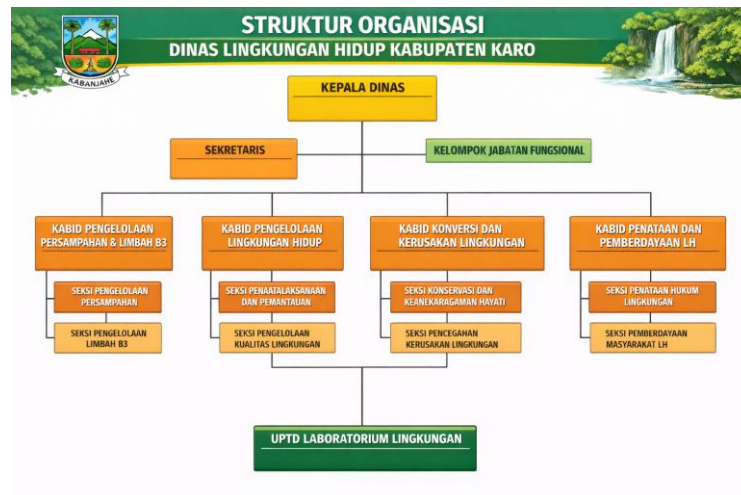 STRUKTUR ORGANISASI
DINAS LINGKUNGAN HIDUP KABUPATEN KARO
KABANJAHE
KEPALA DINAS
SEKRETARIS
KELOMPOK JABATAN FUNGSIONAL
KABID PENGELOLAAN
PERSAMPAHAN & LIMBAH B3
KABID PENGELOLAAN
LINGKUNGAN HIDUP
KABID KONVERSI DAN
KERUSAKAN LINGKUNGAN
KABID PENATAAN DAN
PEMBERDAYAAN LH
SEKSI PENGELOLAAN
PERSAMPAHAN
SEKSI PENAATALAKSANAAN
DAN PEMANTAUAN
SEKSI KONSERVASI DAN
KEANEKARAGAMAN HAYATI
SEKSI PENATAAN HUKUM
LINGKUNGAN
SEKSI PENGELOLAAN
LIMBAH B3
SEKSI PENGELOLAAN
KUALITAS LINGKUNGAN
SEKSI PENCEGAHAN
KERUSAKAN LINGKUNGAN
SEKSI PEMBERDAYAAN
MASYARAKAT LH
UPTD LABORATORIUM LINGKUNGAN